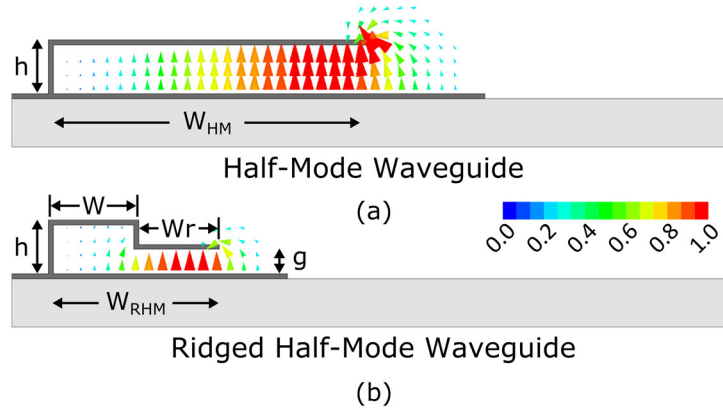 h
W_HM
Half-Mode Waveguide
(a)
W
Wr
h
g
W_RHM
0.0 0.2 0.4 0.6 0.8 1.0
Ridged Half-Mode Waveguide
(b)